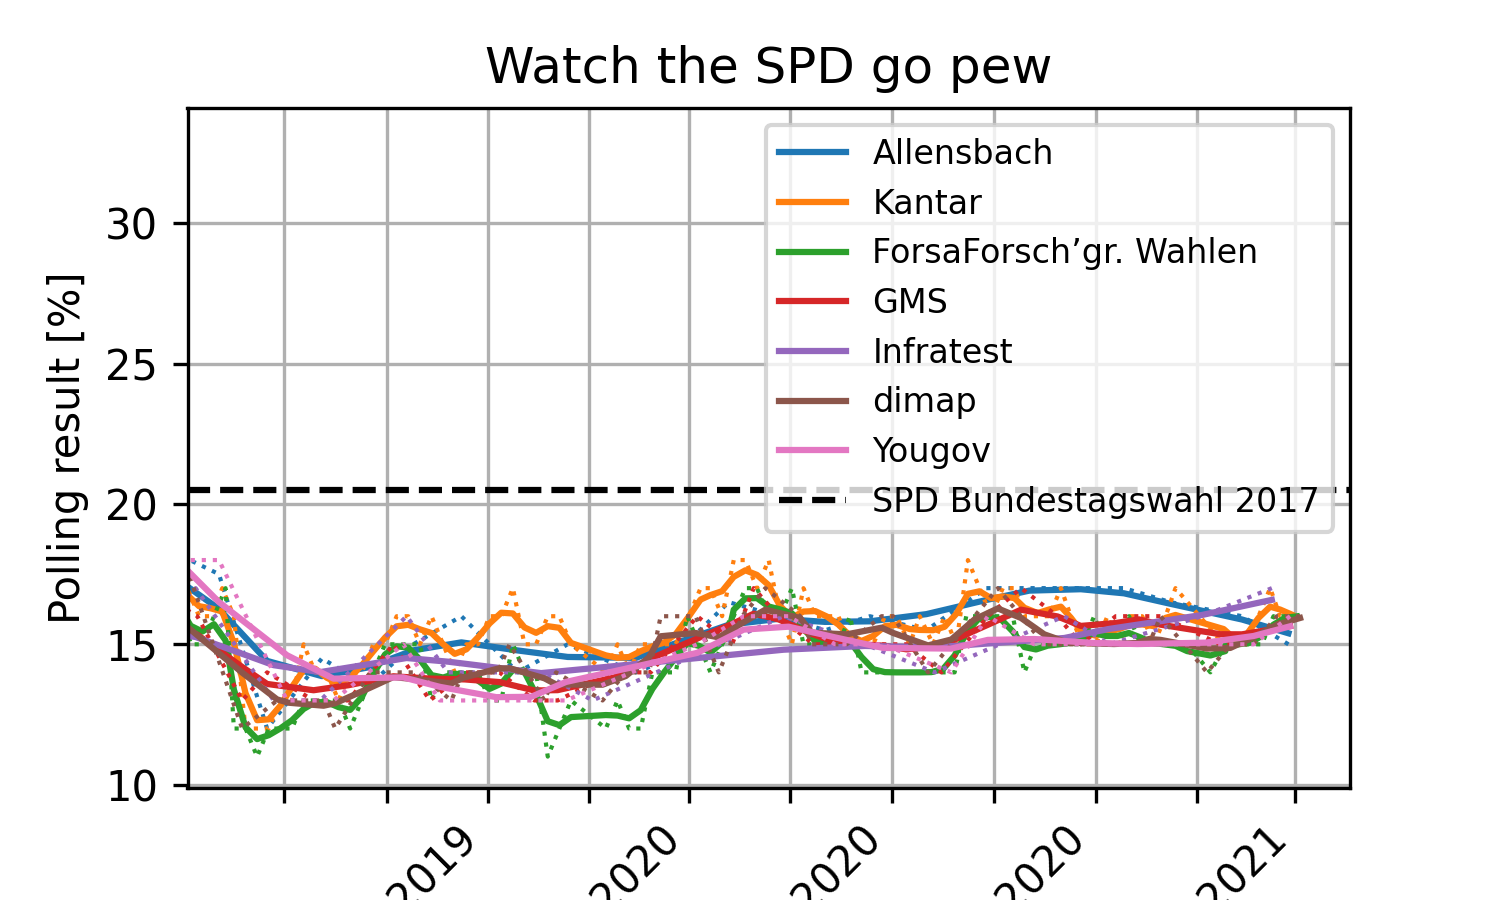 Watch the SPD go pew
Polling result [%]
30
25
20
15
10
Allensbach
Kantar
ForsaForsch’gr. Wahlen
GMS
Infratest
dimap
Yougov
SPD Bundestagswahl 2017
2019
2020
2020
2020
2021